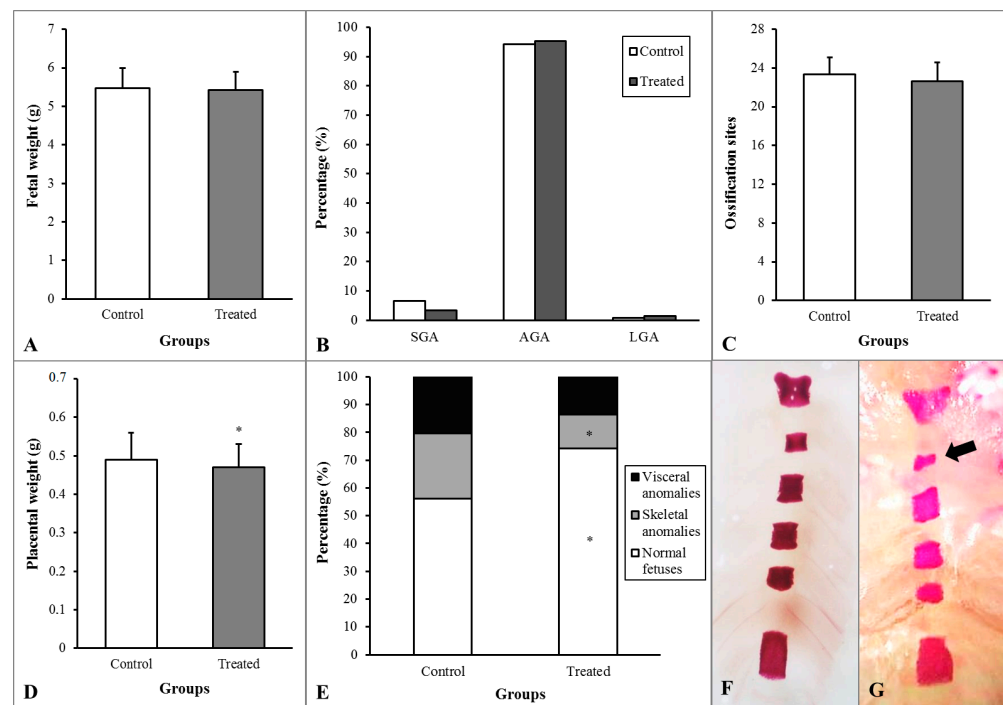 7
6
5
4
3
2
1
0
Fetal weight (g)
Control
Treated
Groups
A
100
90
80
70
60
50
40
30
20
10
0
Percentage (%)
Control
Treated
SGA
AGA
LGA
B
28
24
20
16
12
8
4
0
Ossification sites
Control
Treated
Groups
C
0.7
0.6
0.5
0.4
0.3
0.2
0.1
0
Placental weight (g)
*
Control
Treated
Groups
D
100
90
80
70
60
50
40
30
20
10
0
Percentage (%)
*
*
Visceral
anomalies
Skeletal
anomalies
Normal
fetuses
Control
Treated
Groups
E
F
G